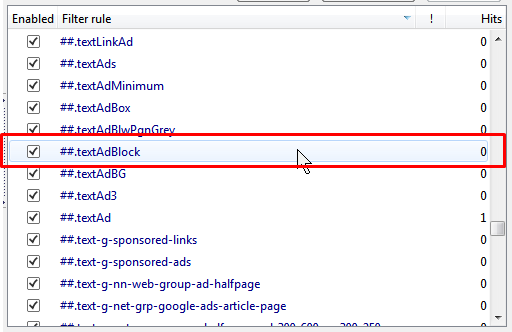 Enabled Filter rule ! Hits
##.textLinkAd 0
##.textAds 0
##.textAdMinimum 0
##.textAdBox 0
##.textAdBlwPgnGrey 0
##.textAdBlock 0
##.textAdBG 0
##.textAd3 0
##.textAd 1
##.text-g-sponsored-links 0
##.text-g-sponsored-ads 0
##.text-g-nn-web-group-ad-halfpage 0
##.text-g-net-grp-google-ads-article-page 0